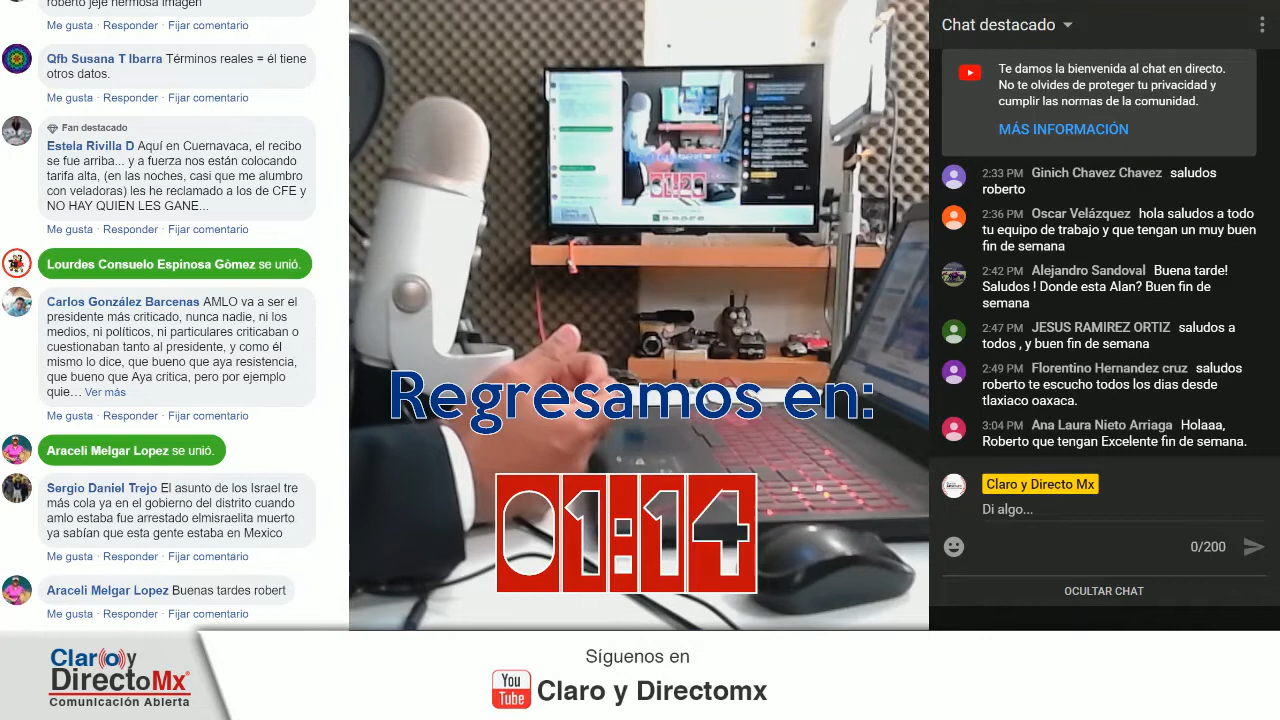 roberto jeje hermosa imagen
Me gusta · Responder · Fijar comentario
Qfb Susana T Ibarra Términos reales = él tiene
otros datos.
Me gusta · Responder · Fijar comentario
Fan destacado
Estela Rivilla D Aquí en Cuernavaca, el recibo
se fue con una... y a fuerza nos están colocando
tarifa alta, (en las noches, casi que me alumbro
con veladoras) les he reclamado a los de CFE y
NO HAY QUIEN LES GANE...
Me gusta · Responder · Fijar comentario
Lourdes Consuelo Espinosa Gòmez se unió.
Carlos González Barcenas AMLO va a ser el
presidente más criticado, nunca nadie, ni los
medios, ni políticos, ni particulares criticaban o
cuestionaban tanto al presidente, y como él
mismo lo dice, que bueno que aya resistencia,
que bueno que Aya critica, pero por ejemplo
quie… Ver más
Me gusta · Responder · Fijar comentario
Araceli Melgar Lopez se unió.
Sergio Daniel Trejo El asunto de los Israel tre
más cola ya en el gobierno del distrito cuando
amlo estaba fue arrestado elmisraelita muerto
ya sabían que esta gente estaba en Mexico
Me gusta · Responder · Fijar comentario
Araceli Melgar Lopez Buenas tardes robert
Me gusta · Responder · Fijar comentario
Regresamos en:
01:14
Chat destacado
Te damos la bienvenida al chat en directo.
No te olvides de proteger tu privacidad y
cumplir las normas de la comunidad.
MÁS INFORMACIÓN
2:33 PM Ginich Chavez Chavez saludos
roberto
2:36 PM Oscar Velázquez hola saludos a todo
tu equipo de trabajo y que tengan un muy buen
fin de semana
2:42 PM Alejandro Sandoval Buena tarde!
Saludos ! Donde esta Alan? Buen fin de
semana
2:47 PM JESUS RAMIREZ ORTIZ saludos a
todos , y buen fin de semana
2:49 PM Florentino Hernandez cruz saludos
roberto te escucho todos los dias desde
tlaxiaco oaxaca.
3:04 PM Ana Laura Nieto Arriaga Holaaa,
Roberto que tengan Excelente fin de semana.
Claro y Directo Mx
Di algo...
0/200
OCULTAR CHAT
Claro y
DirectoMx
Comunicación Abierta
Síguenos en
You Tube Claro y Directomx